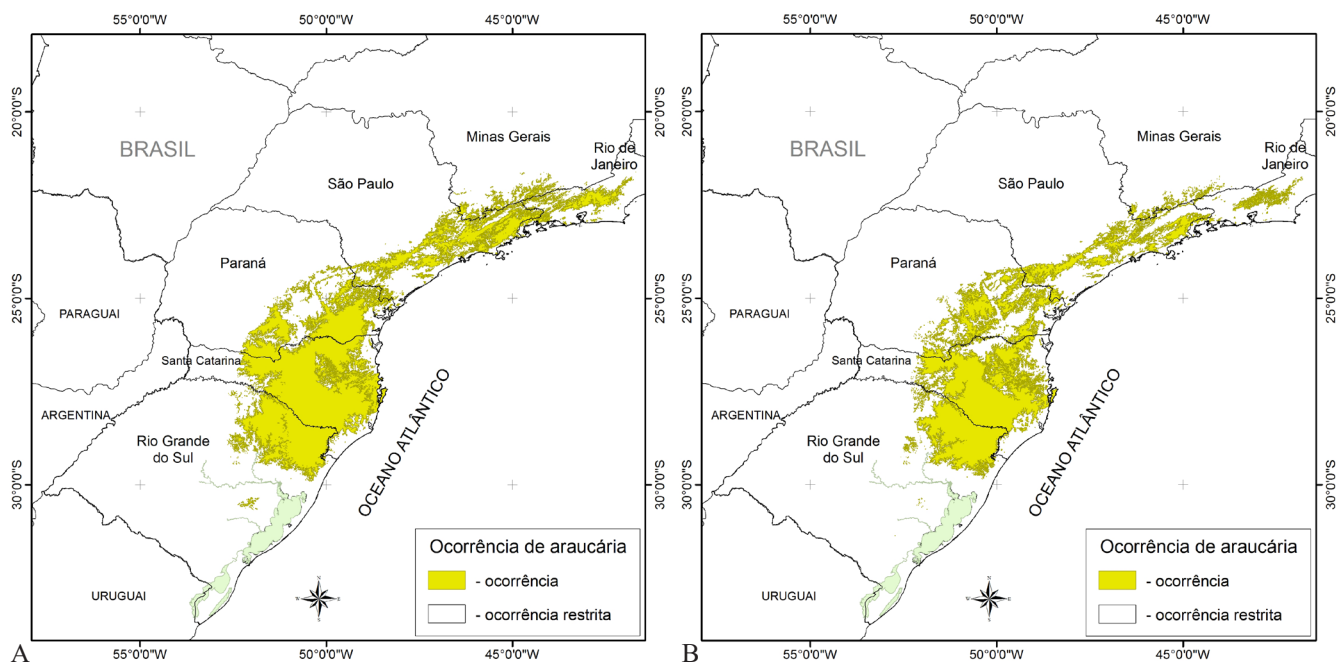 55°0'0"W 50°0'0"W 45°0'0"W
20°0'0"S
25°0'0"S
30°0'0"S
BRASIL
Minas Gerais
Rio de
Janeiro
São Paulo
Paraná
PARAGUAI
Santa Catarina
ARGENTINA
Rio Grande
do Sul
OCEANO ATLÂNTICO
URUGUAI
Ocorrência de araucária
- ocorrência
- ocorrência restrita
20°0'0"S
25°0'0"S
30°0'0"S
55°0'0"W 50°0'0"W 45°0'0"W
A
55°0'0"W 50°0'0"W 45°0'0"W
20°0'0"S
25°0'0"S
30°0'0"S
BRASIL
Minas Gerais
Rio de
Janeiro
São Paulo
Paraná
PARAGUAI
Santa Catarina
ARGENTINA
Rio Grande
do Sul
OCEANO ATLÂNTICO
URUGUAI
Ocorrência de araucária
- ocorrência
- ocorrência restrita
20°0'0"S
25°0'0"S
30°0'0"S
55°0'0"W 50°0'0"W 45°0'0"W
B